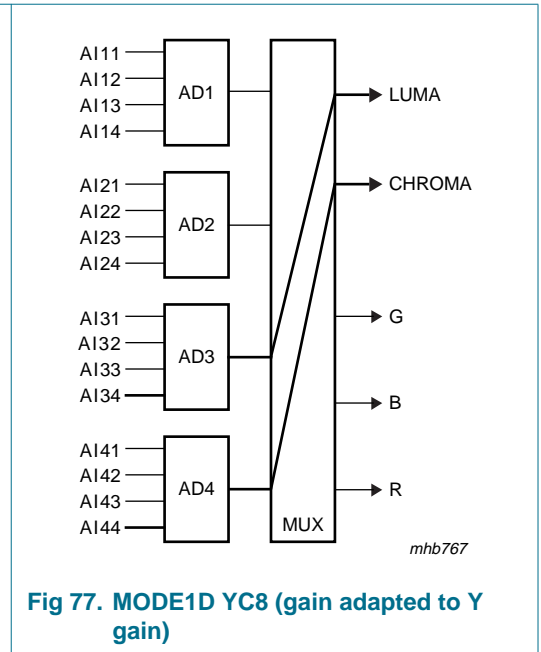 AI11
AI12
AI13
AI14
AD1
LUMA
CHROMA
AI21
AI22
AI23
AI24
AD2
AI31
AI32
AI33
AI34
AD3
G
B
AI41
AI42
AI43
AI44
AD4
R
MUX
mhb767
Fig 77. MODE1D YC8 (gain adapted to Y
gain)